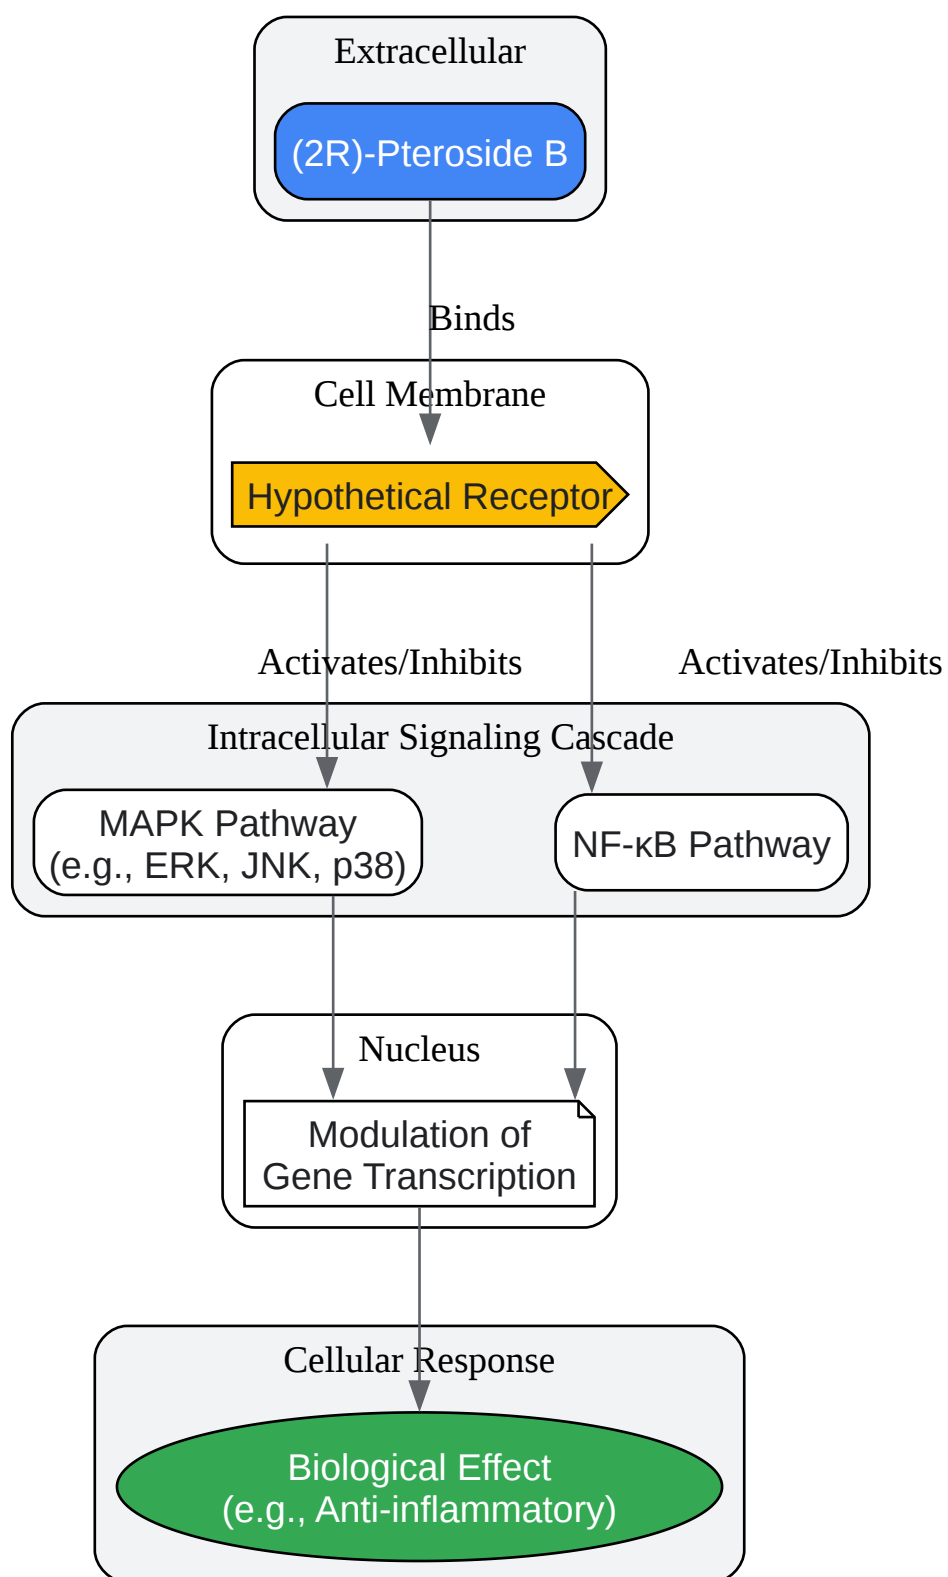 Extracellular
(2R)-Pteroside B
Binds
Cell Membrane
Hypothetical Receptor
Activates/Inhibits
Activates/Inhibits
Intracellular Signaling Cascade
MAPK Pathway
(e.g., ERK, JNK, p38)
NF-κB Pathway
Nucleus
Modulation of
Gene Transcription
Cellular Response
Biological Effect
(e.g., Anti-inflammatory)